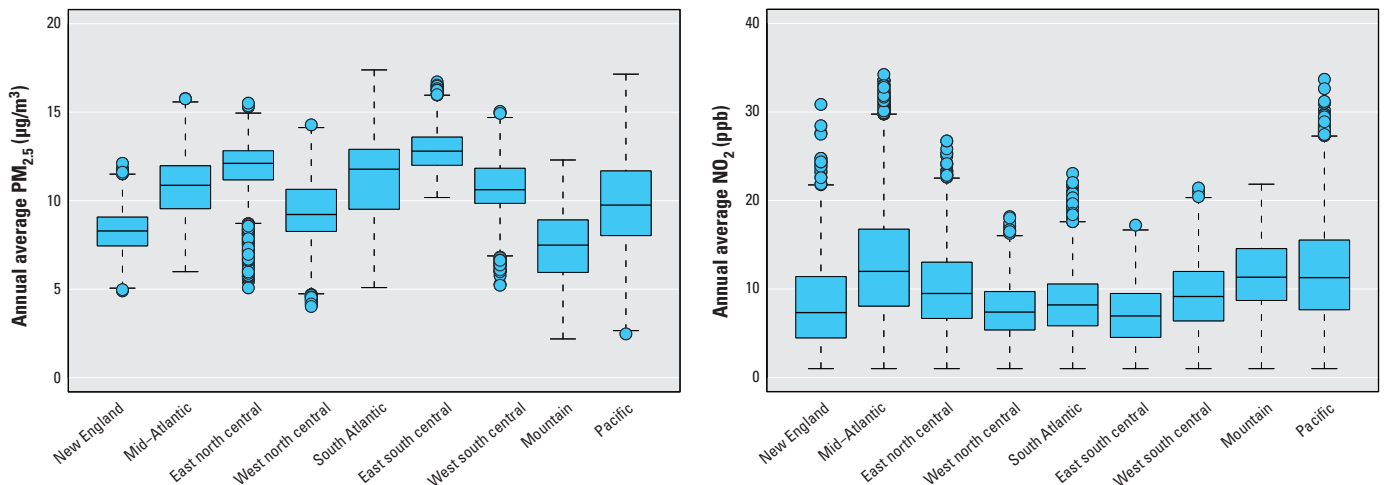 Annual average PM2.5 (µg/m³)
20
15
10
5
0
New England
Mid–Atlantic
East north central
West north central
South Atlantic
East south central
West south central
Mountain
Pacific
Annual average NO2 (ppb)
40
30
20
10
0
New England
Mid–Atlantic
East north central
West north central
South Atlantic
East south central
West south central
Mountain
Pacific